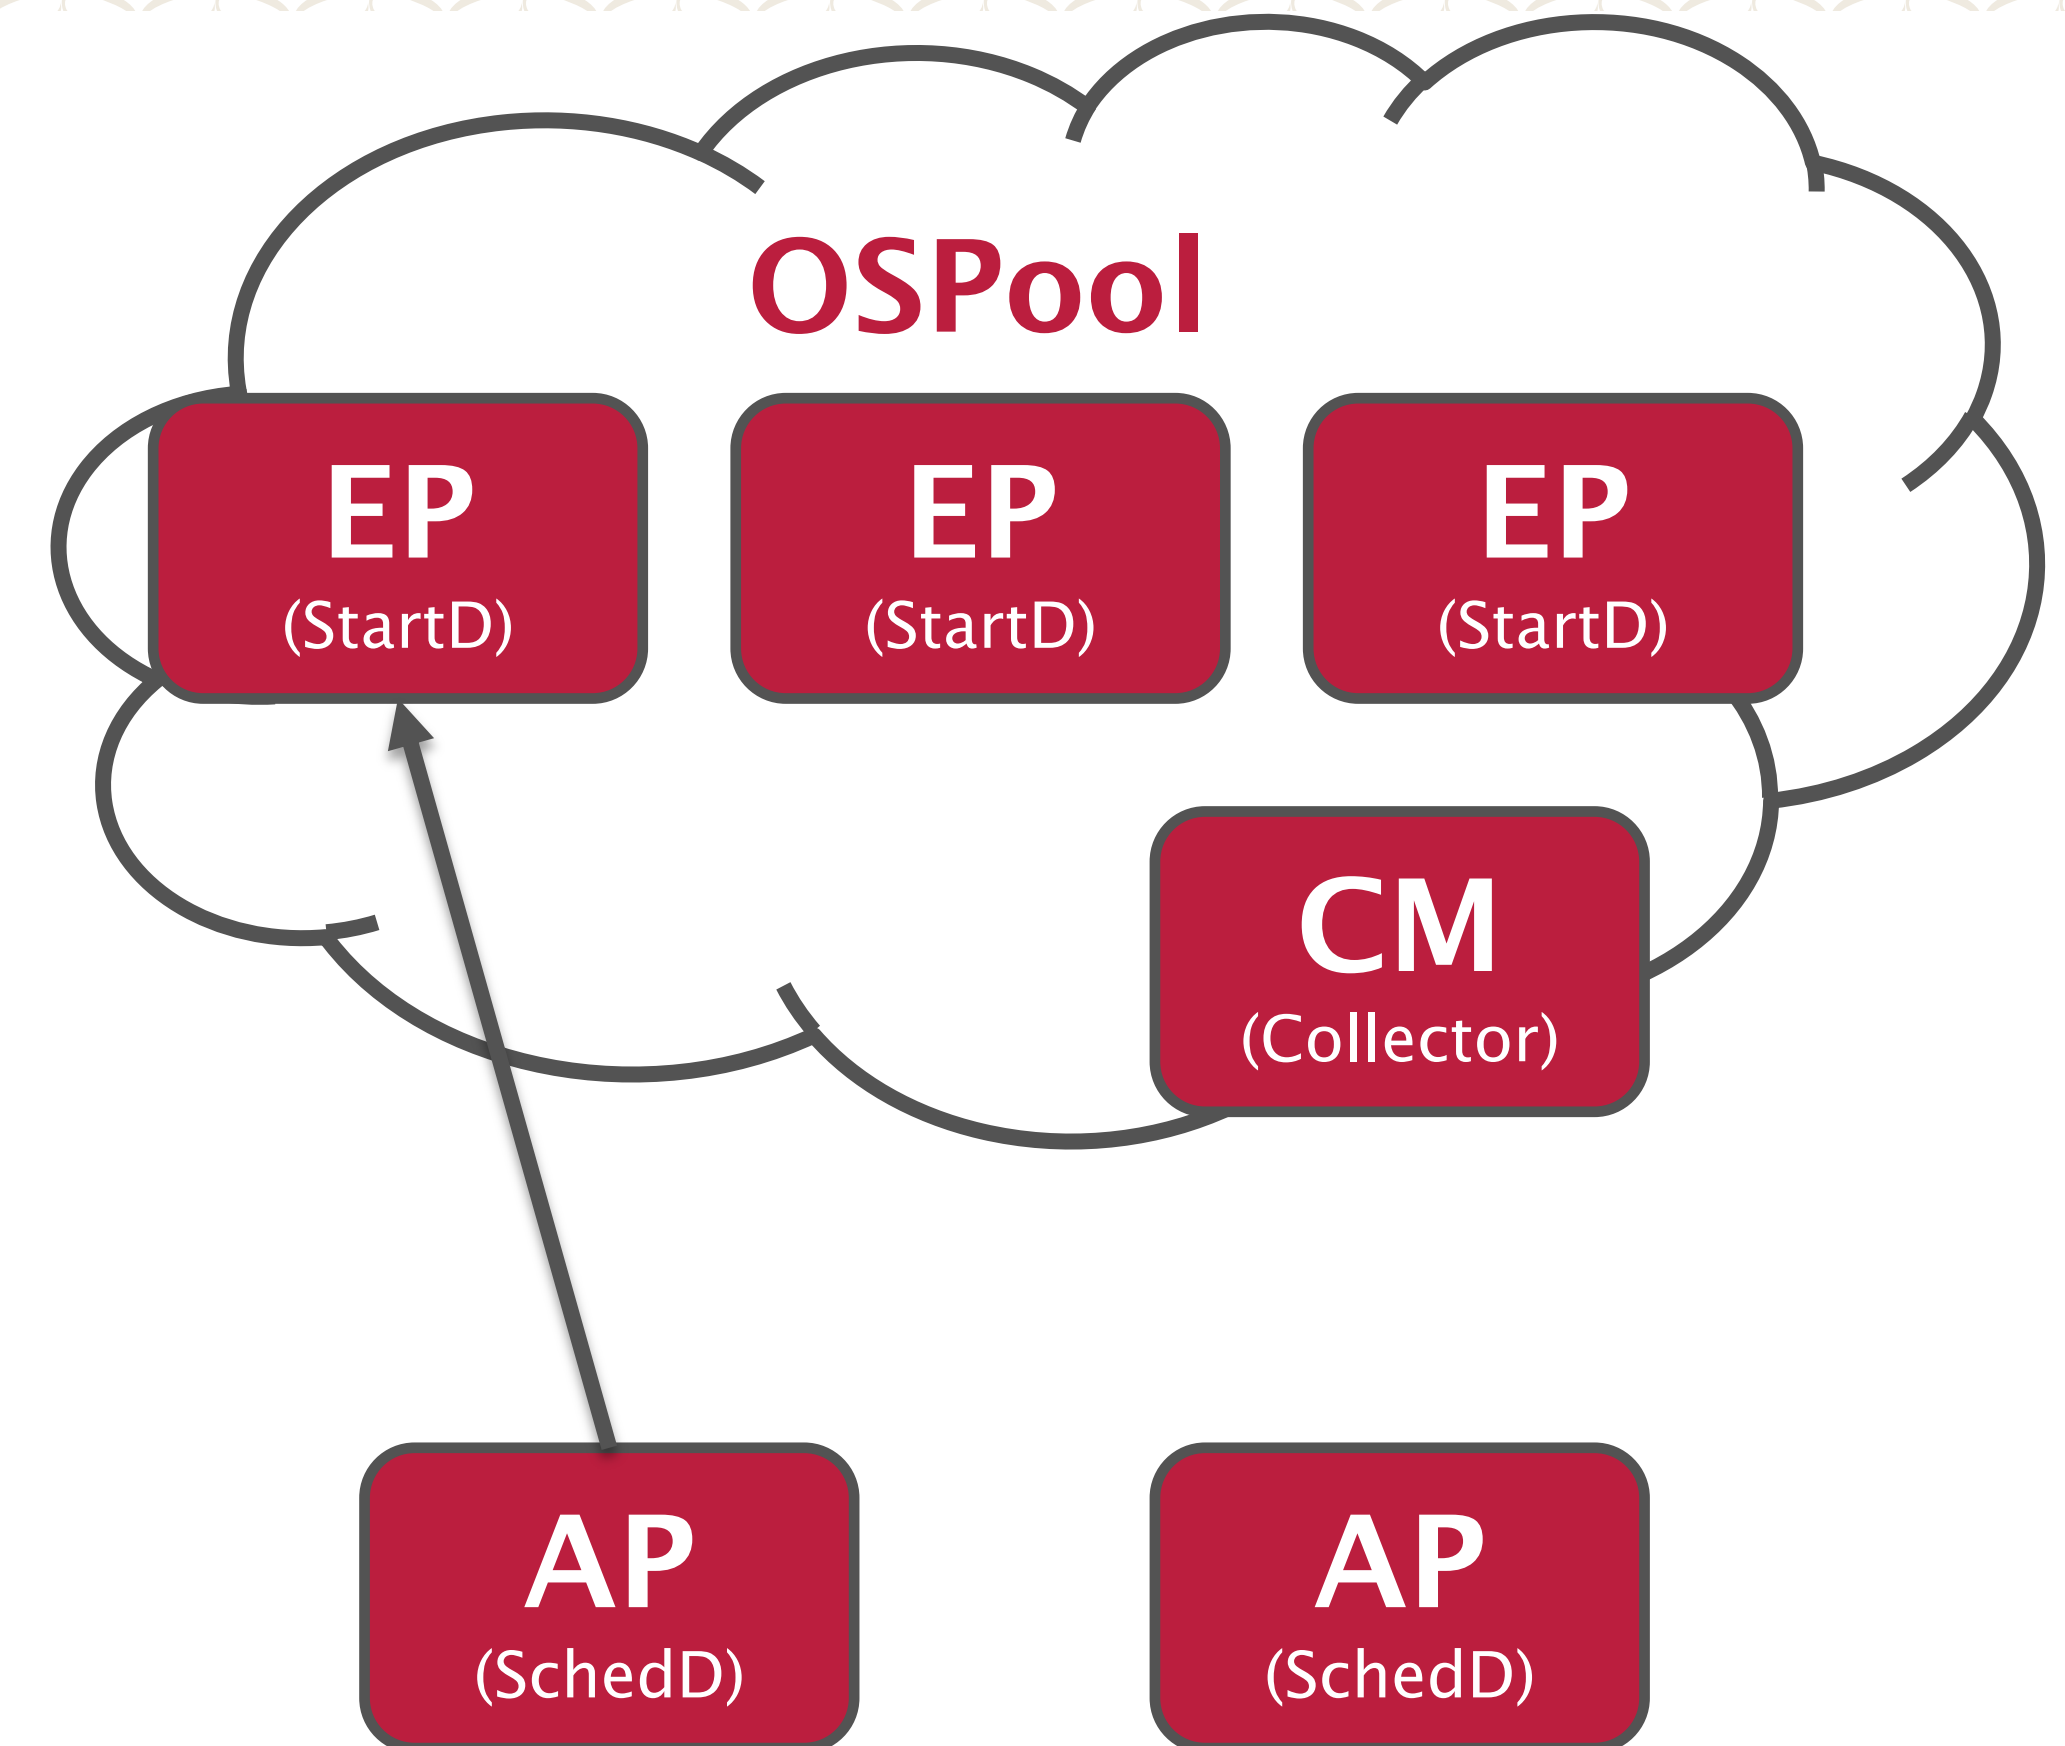 OSPool
EP
(StartD)
EP
(StartD)
EP
(StartD)
CM
(Collector)
AP
(SchedD)
AP
(SchedD)